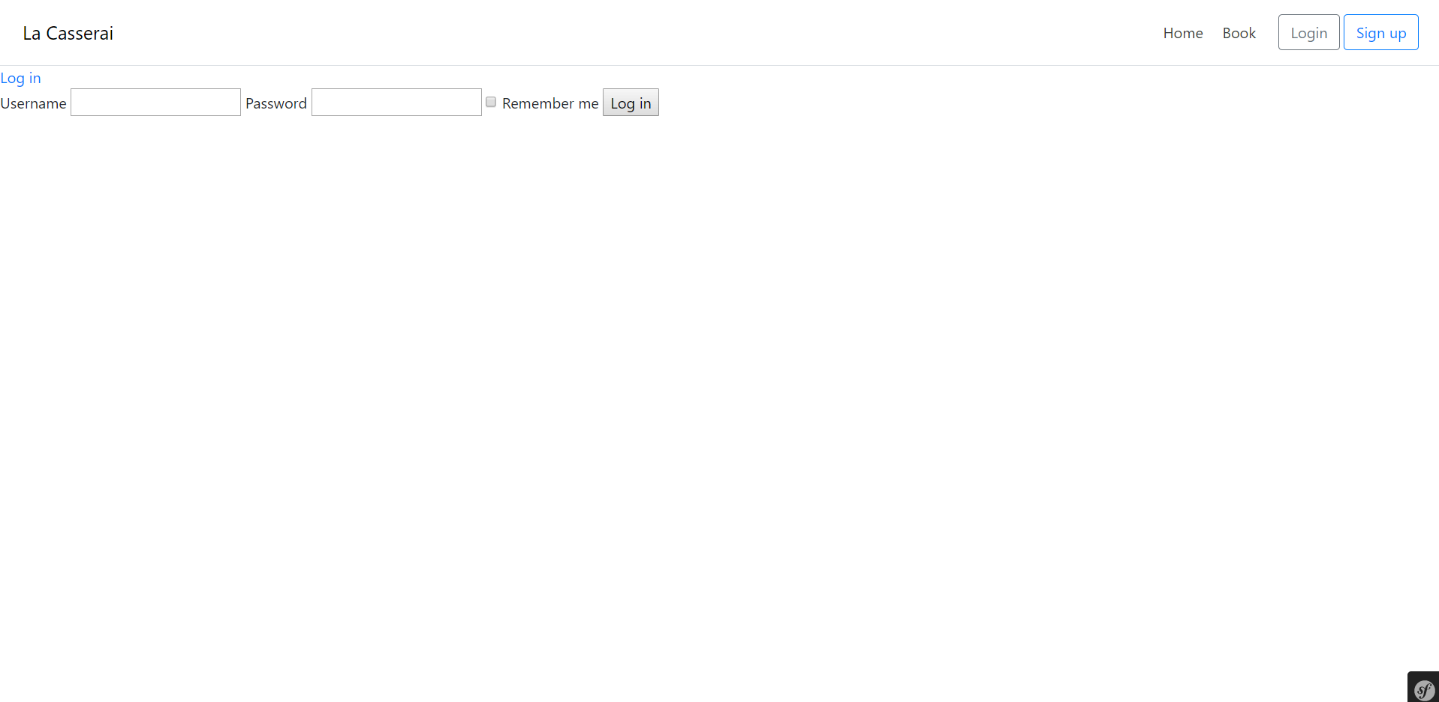 La Casserai Home Book Login Sign up
Log in
Username Password Remember me Log in
sf